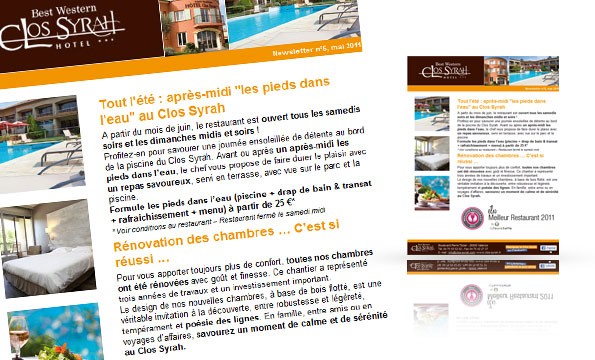 Best Western
CLOS SYRAH
HOTEL ***
Newsletter n°5, mai 2011
Tout l'été : après-midi "les pieds dans
l'eau" au Clos Syrah
A partir du mois de juin, le restaurant est ouvert tous les samedis
soirs et les dimanches midis et soirs !
Profitez-en pour savourer une journée ensoleillée de détente au bord
de la piscine du Clos Syrah. Avant ou après un après-midi les
pieds dans l'eau, le chef vous propose de faire durer le plaisir avec
un repas savoureux, servi en terrasse, avec vue sur le parc et la
piscine.
Formule les pieds dans l'eau (piscine + drap de bain & transat
+ rafraichissement + menu) à partir de 25 €*
* Voir conditions au restaurant – Restaurant fermé le samedi midi
Rénovation des chambres … C'est si
réussi …
Pour vous apporter toujours plus de confort, toutes nos chambres
ont été rénovées avec goût et finesse. Ce chantier a représenté
trois années de travaux et un investissement important.
Le design de nos nouvelles chambres, à base de bois flotté, est une
véritable invitation à la découverte, entre robustesse et légèreté,
tempérament et poésie des lignes. En famille, entre amis ou en
voyages d'affaires, savourez un moment de calme et de sérénité
au Clos Syrah.
Best Western
CLOS SYRAH
HOTEL ***
Tout l'été : après-midi "les pieds dans
l'eau" au Clos Syrah
Rénovation des chambres … C'est si
réussi …
Meilleur Restaurant 2011